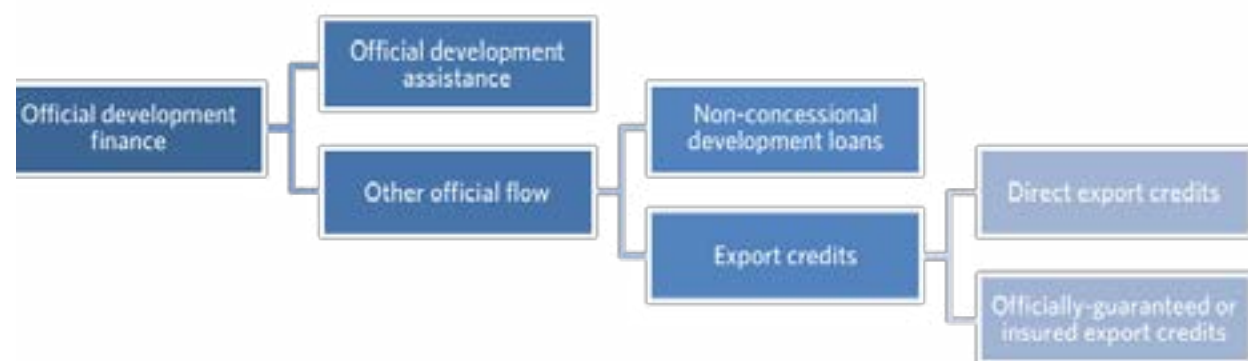 Official development
finance
Official development
assistance
Other official flow
Non-concessional
development loans
Export credits
Direct export credits
Officially-guaranteed or
insured export credits